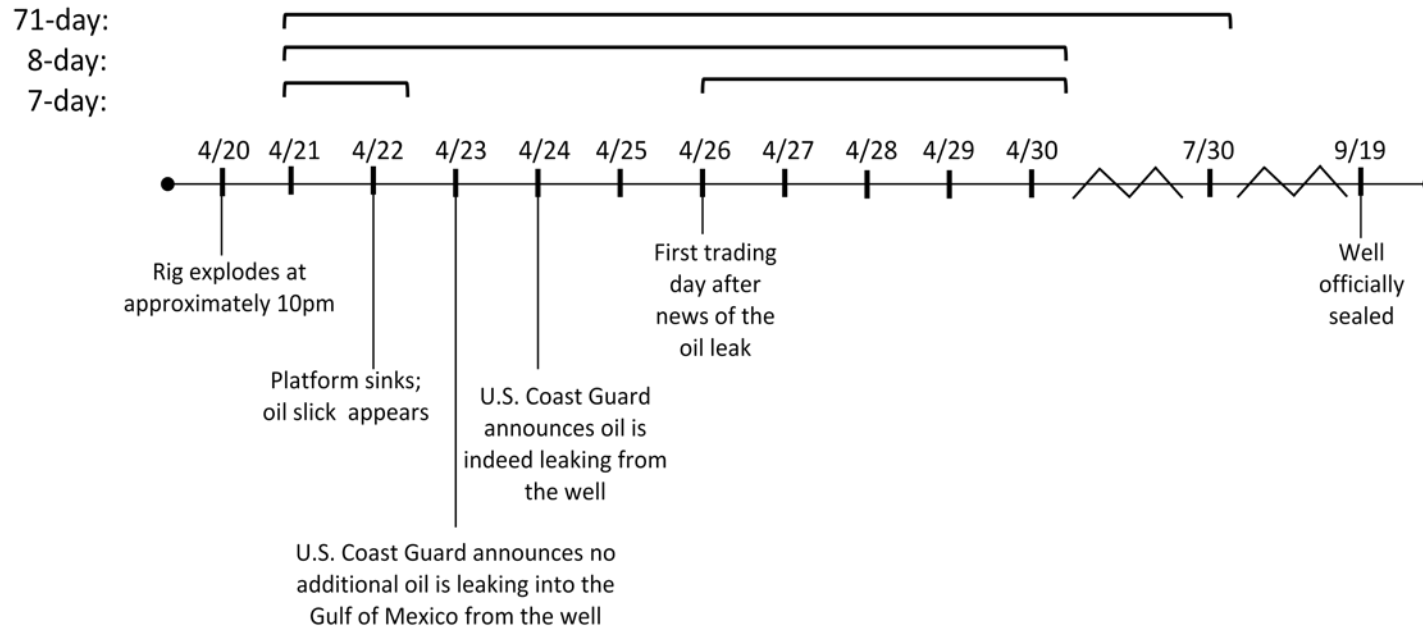 71-day:
8-day:
7-day:
4/20 4/21 4/22 4/23 4/24 4/25 4/26 4/27 4/28 4/29 4/30 7/30 9/19
Rig explodes at
approximately 10pm
Platform sinks;
oil slick appears
U.S. Coast Guard announces no
additional oil is leaking into the
Gulf of Mexico from the well
U.S. Coast Guard
announces oil is
indeed leaking from
the well
First trading
day after
news of the
oil leak
Well
officially
sealed